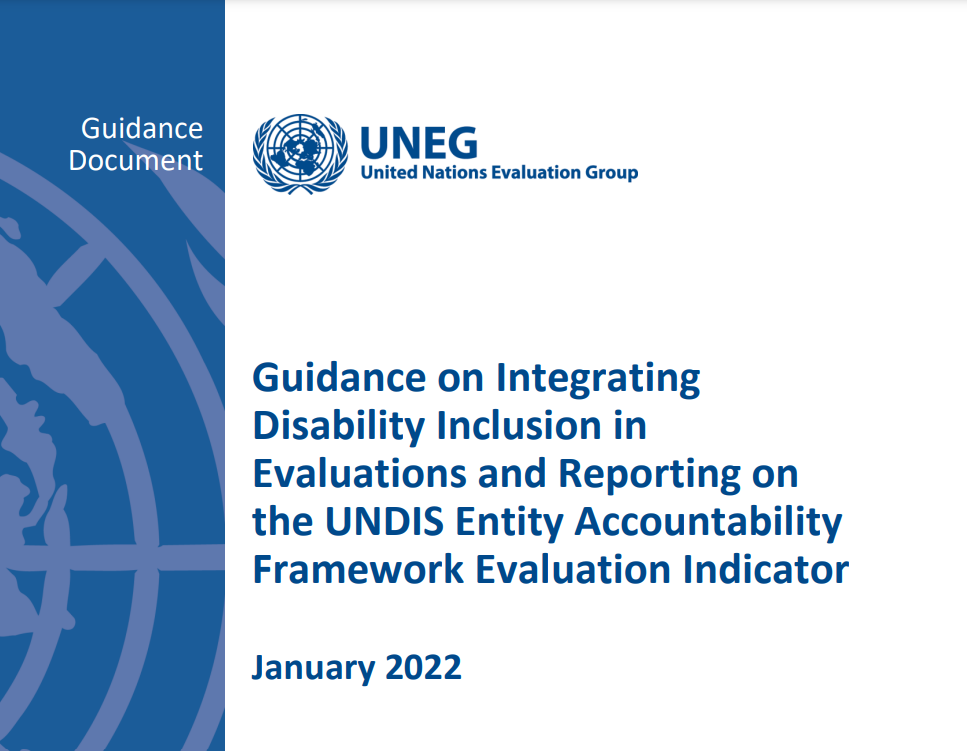 Guidance
Document
UNEG
United Nations Evaluation Group
Guidance on Integrating
Disability Inclusion in
Evaluations and Reporting on
the UNDIS Entity Accountability
Framework Evaluation Indicator
January 2022